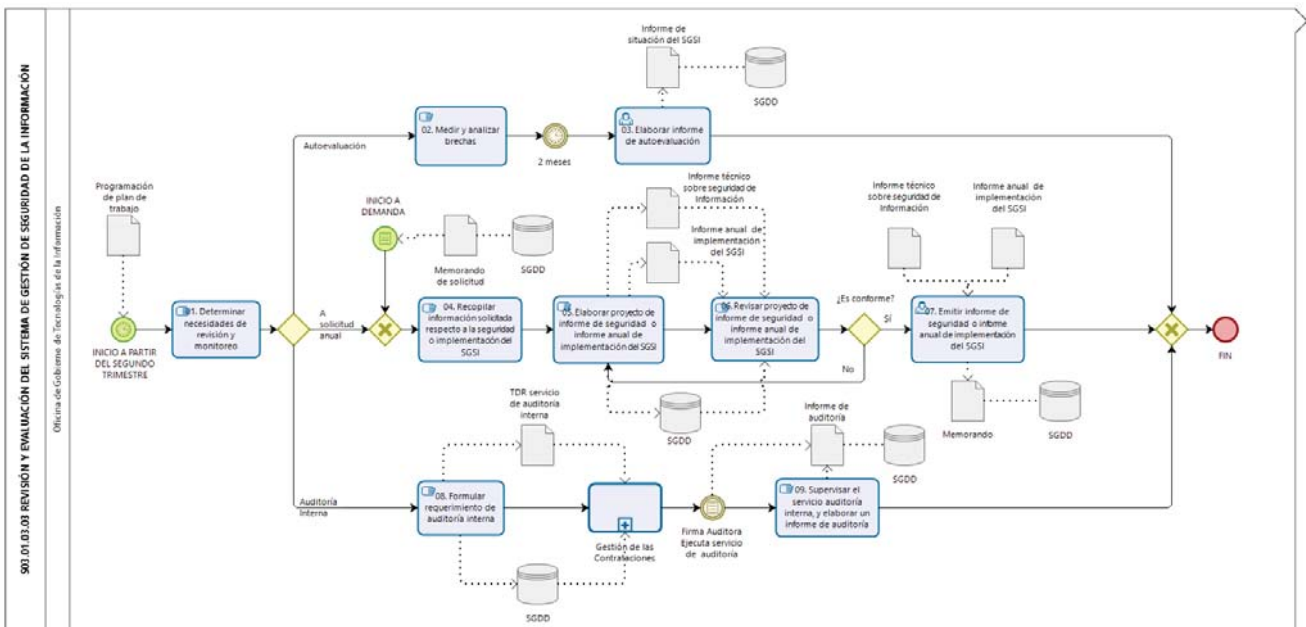 S03.01.03.03 REVISIÓN Y EVALUACIÓN DEL SISTEMA DE GESTIÓN DE SEGURIDAD DE LA INFORMACIÓN
Oficina de Gobierno de Tecnologías de la Información
Programación
de plan de
trabajo
INICIO A PARTIR
DEL SEGUNDO
TRIMESTRE
01. Determinar
necesidades de
revisión y
monitoreo
Autoevaluación
02. Medir y analizar
brechas
2 meses
03. Elaborar informe
de autoevaluación
Informe de
situación del SGSI
SGDD
A
solicitud
anual
INICIO A
DEMANDA
Memorando
de solicitud
SGDD
04. Recopilar
información solicitada
respecto a la seguridad
o implementación del
SGSI
05. Elaborar proyecto de
informe de seguridad o
informe anual de
implementación del SGSI
Informe técnico
sobre seguridad de
Información
Informe anual de
implementación
del SGSI
06. Revisar proyecto de
informe de seguridad o
informe anual de
implementación del
SGSI
SGDD
¿Es conforme?
Sí
No
Informe técnico
sobre seguridad de
Información
Informe anual de
implementación
del SGSI
07. Emitir informe de
seguridad o informe
anual de implementación
del SGSI
Memorando
SGDD
FIN
Auditoría
Interna
08. Formular
requerimiento de
auditoría interna
TDR servicio
de auditoría
interna
SGDD
Gestión de las
Contrataciones
Firma Auditora
Ejecuta servicio
de auditoría
Informe de
auditoría
SGDD
09. Supervisar el
servicio auditoría
interna, y elaborar un
informe de auditoría